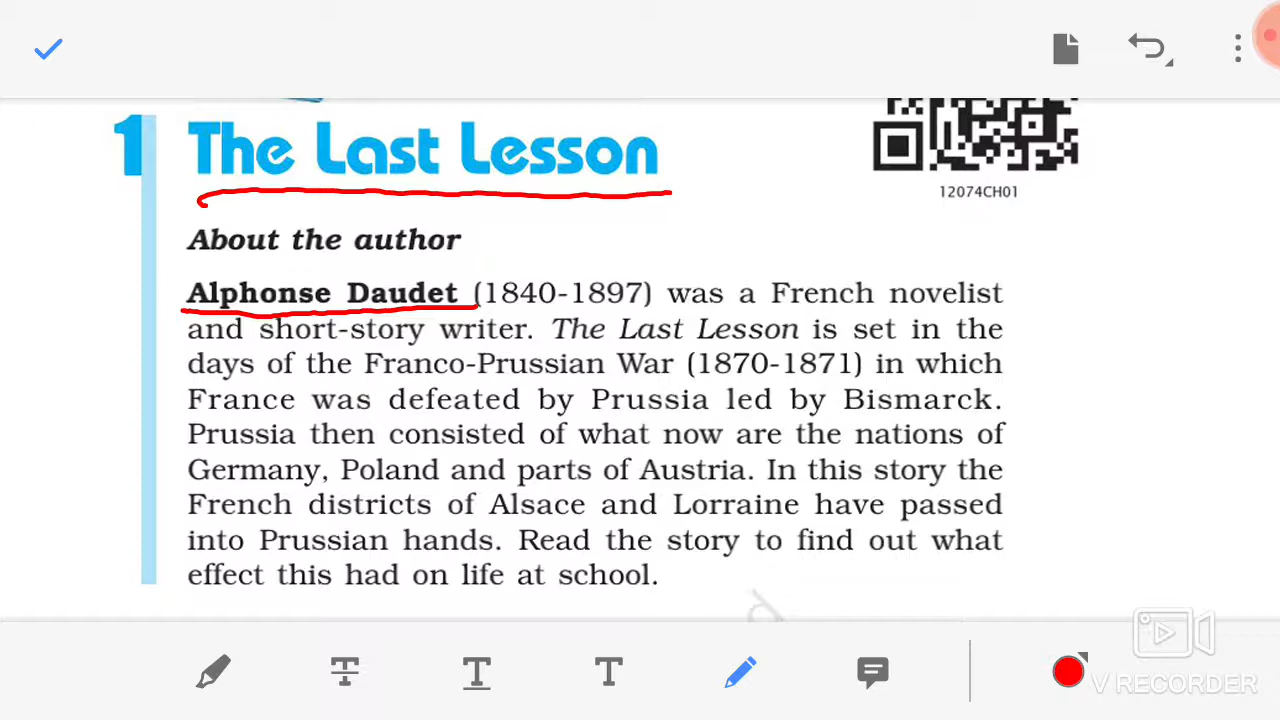 1 The Last Lesson
12074CH01
About the author
Alphonse Daudet (1840-1897) was a French novelist
and short-story writer. The Last Lesson is set in the
days of the Franco-Prussian War (1870-1871) in which
France was defeated by Prussia led by Bismarck.
Prussia then consisted of what now are the nations of
Germany, Poland and parts of Austria. In this story the
French districts of Alsace and Lorraine have passed
into Prussian hands. Read the story to find out what
effect this had on life at school.
d
T T T
V RECORDER